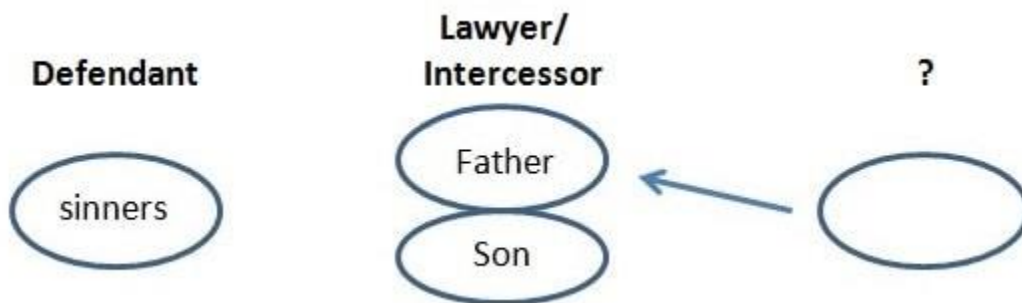 Defendant
Lawyer/
Intercessor
?
sinners
Father
Son